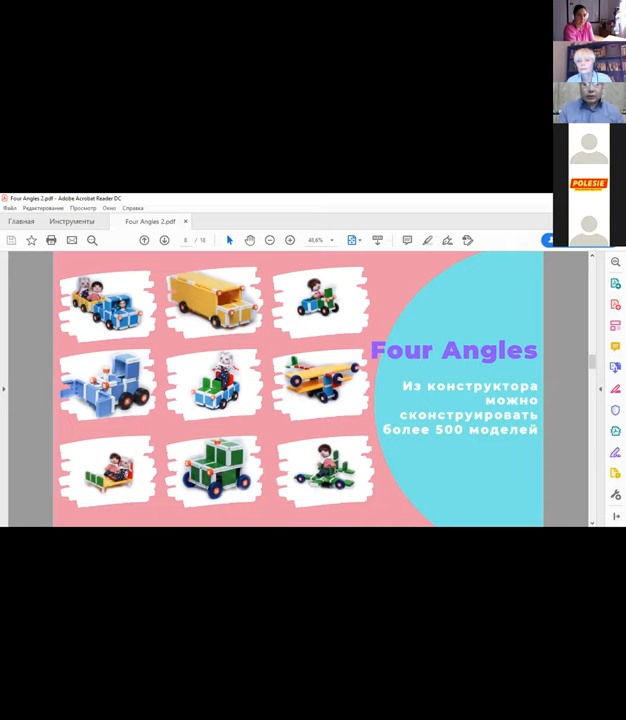 POLESIE
Four Angles 2.pdf - Adobe Acrobat Reader DC
Файл Редактирование Просмотр Окно Справка
Главная Инструменты Four Angles 2.pdf ×
8 / 18 48,6%
Four Angles
Из конструктора
можно
сконструировать
более 500 моделей